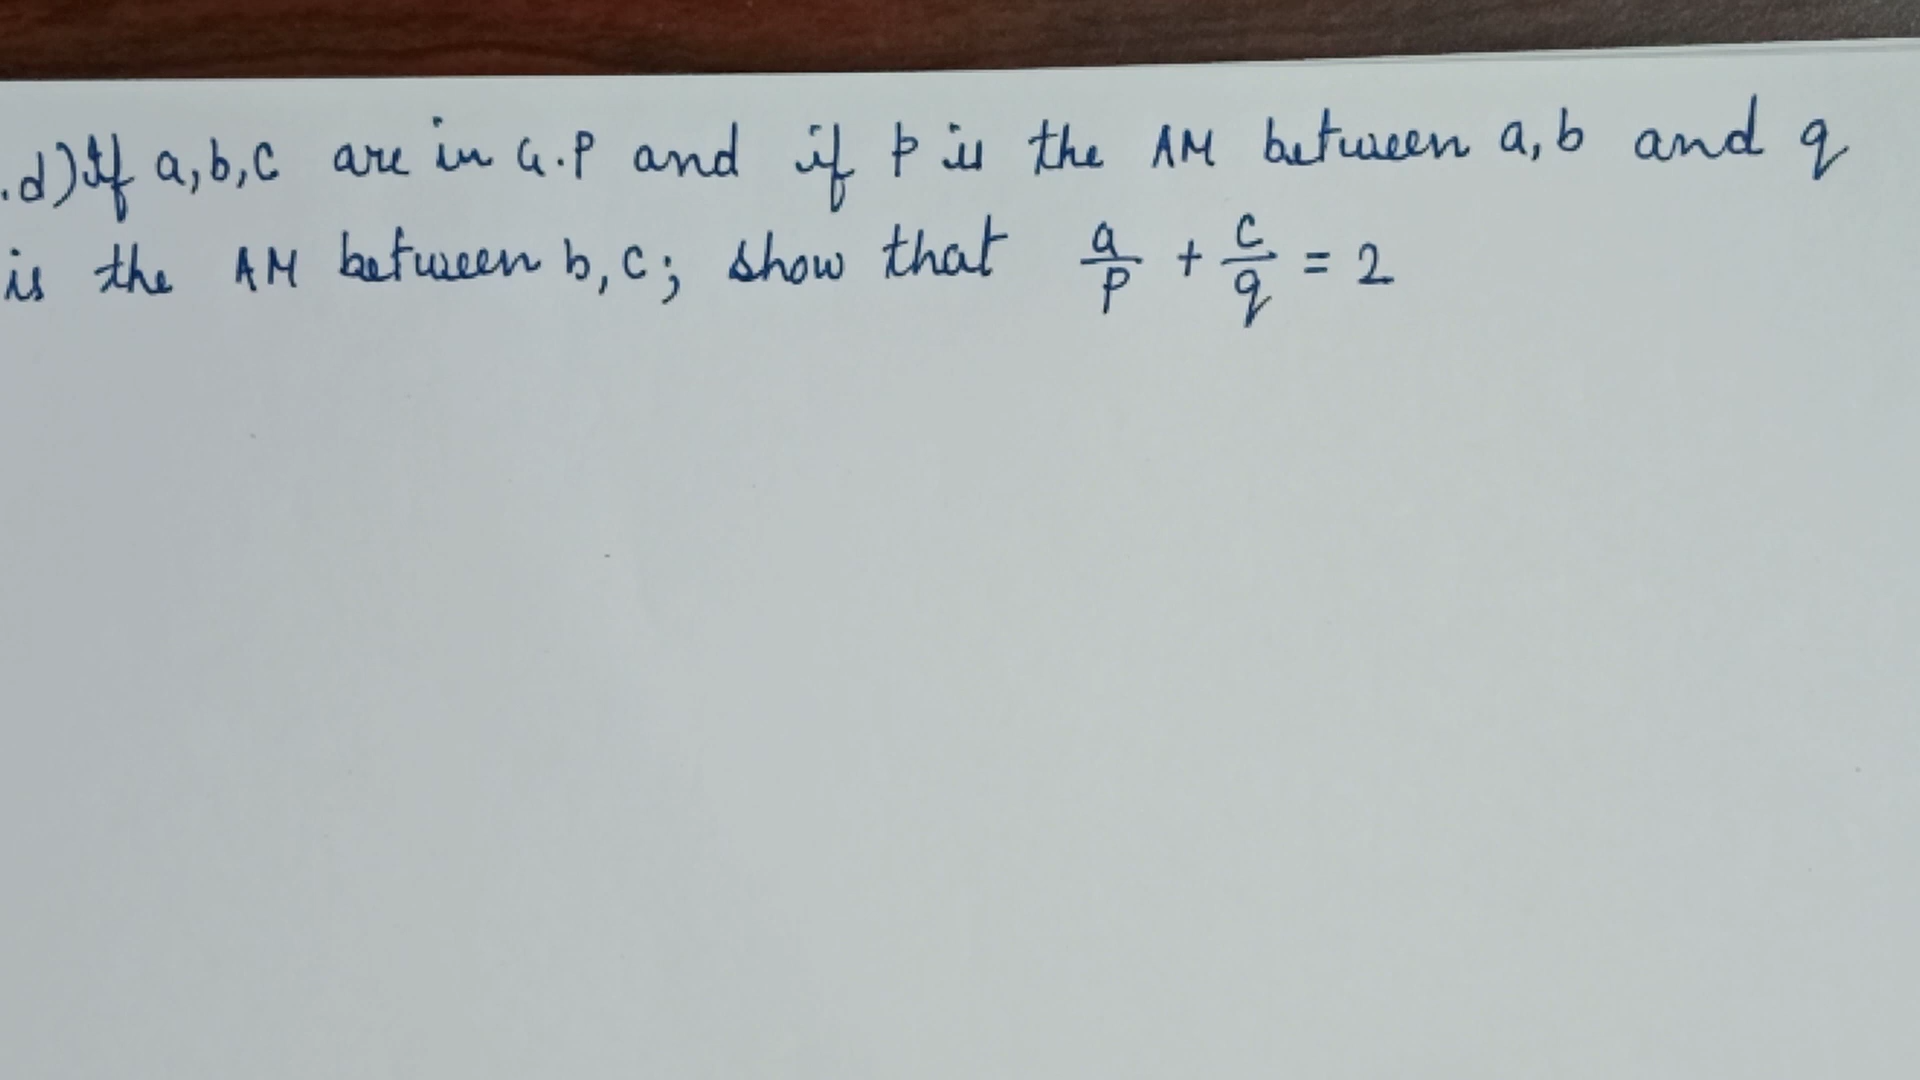 .d) If a,b,c are in G.P and if p is the AM between a,b and q
is the AM between b,c; show that a/p + c/q = 2